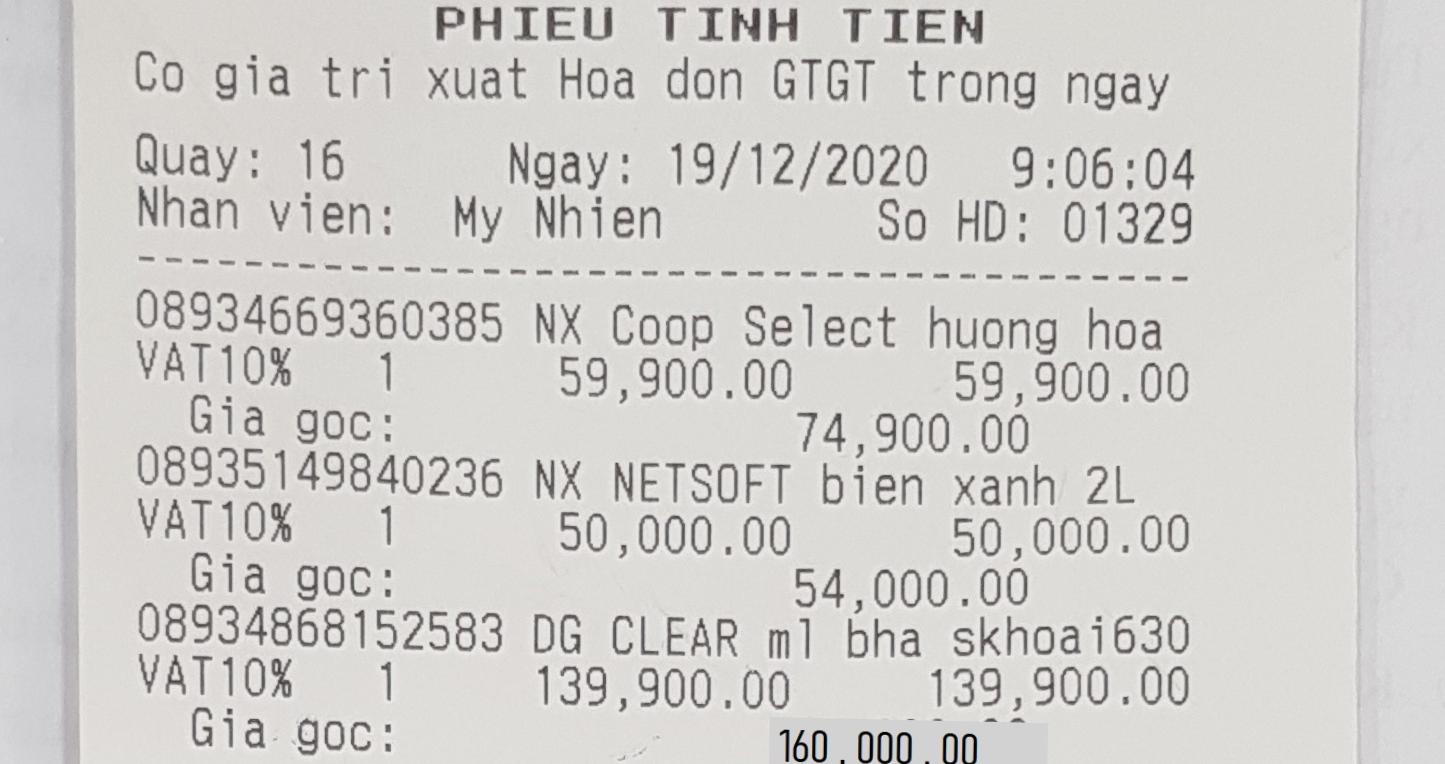 PHIEU TINH TIEN
Co gia tri xuat Hoa don GTGT trong ngay
Quay: 16 Ngay: 19/12/2020 9:06:04
Nhan vien: My Nhien So HD: 01329
----------------------------------------
08934669360385 NX Coop Select huong hoa
VAT10% 1 59,900.00 59,900.00
Gia goc: 74,900.00
08935149840236 NX NETSOFT bien xanh 2L
VAT10% 1 50,000.00 50,000.00
Gia goc: 54,000.00
08934868152583 DG CLEAR ml bha skhoai630
VAT10% 1 139,900.00 139,900.00
Gia goc: 160,000.00